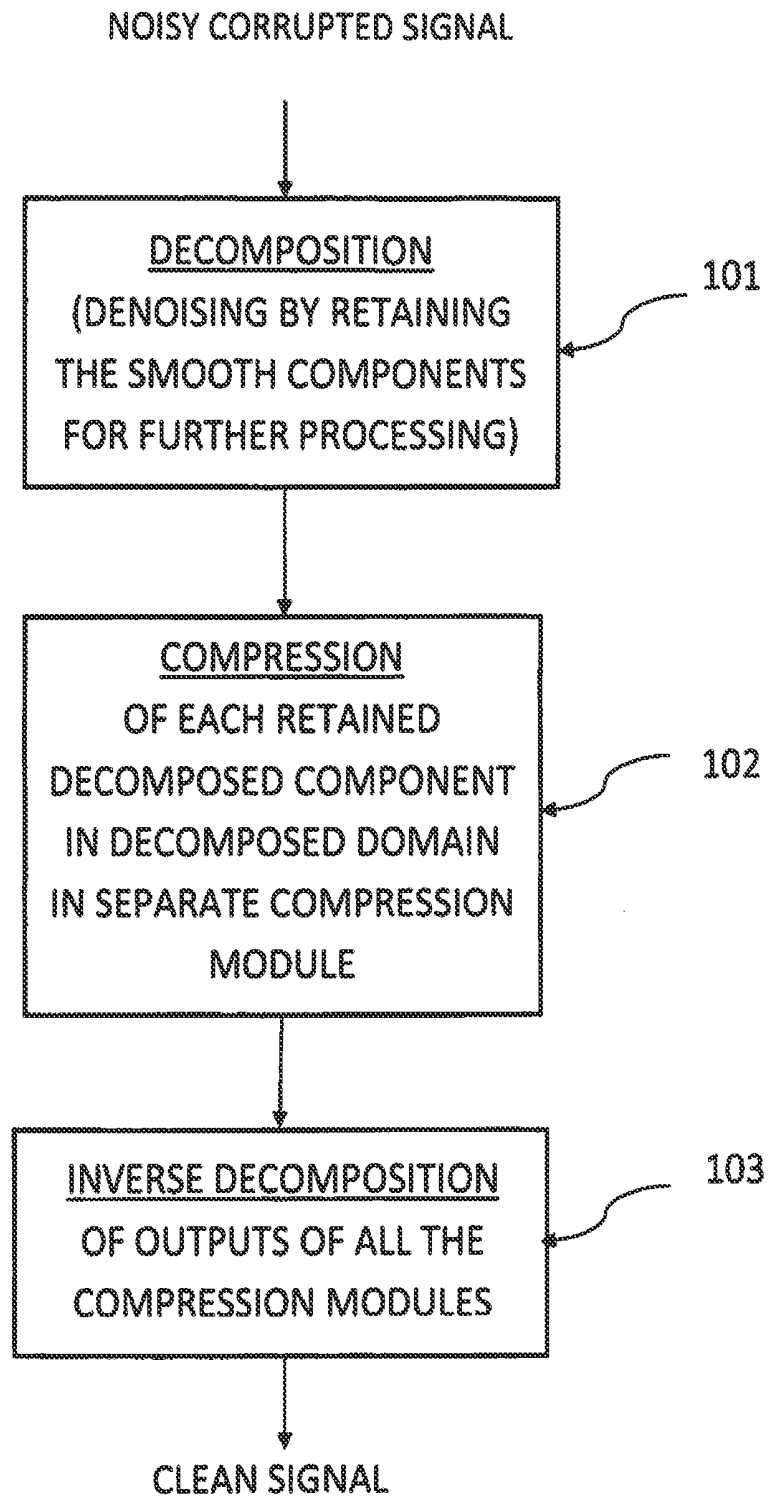 NOISY CORRUPTED SIGNAL
DECOMPOSITION
(DENOISING BY RETAINING
THE SMOOTH COMPONENTS
FOR FURTHER PROCESSING)
101
COMPRESSION
OF EACH RETAINED
DECOMPOSED COMPONENT
IN DECOMPOSED DOMAIN
IN SEPARATE COMPRESSION
MODULE
102
INVERSE DECOMPOSITION
OF OUTPUTS OF ALL THE
COMPRESSION MODULES
103
CLEAN SIGNAL